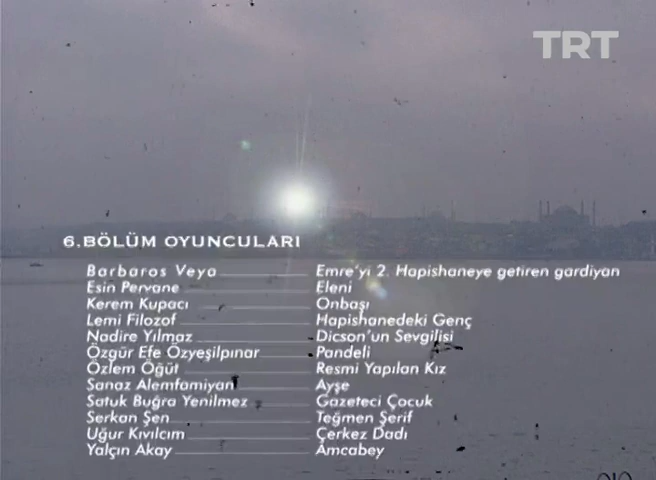 TRT
6.BÖLÜM OYUNCULARI
Barbaros Veya Emre'yi 2. Hapishaneye getiren gardiyan
Esin Pervane Eleni
Kerem Kupacı Onbaşı
Lemi Filozof Hapishanedeki Genç
Nadire Yılmaz Dicson'un Sevgilisi
Özgür Efe Özyeşilpınar Pandeli
Özlem Öğüt Resmi Yapılan Kız
Sanaz Alemfamiyan Ayşe
Satuk Buğra Yenilmez Gazeteci Çocuk
Serkan Şen Teğmen Şerif
Uğur Kıvılcım Çerkez Dadı
Yalçın Akay Amcabey